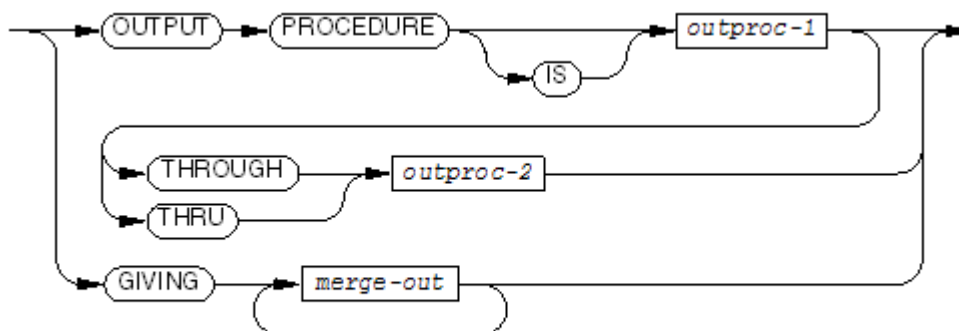 OUTPUT PROCEDURE outproc-1
IS
THROUGH outproc-2
THRU
GIVING merge-out